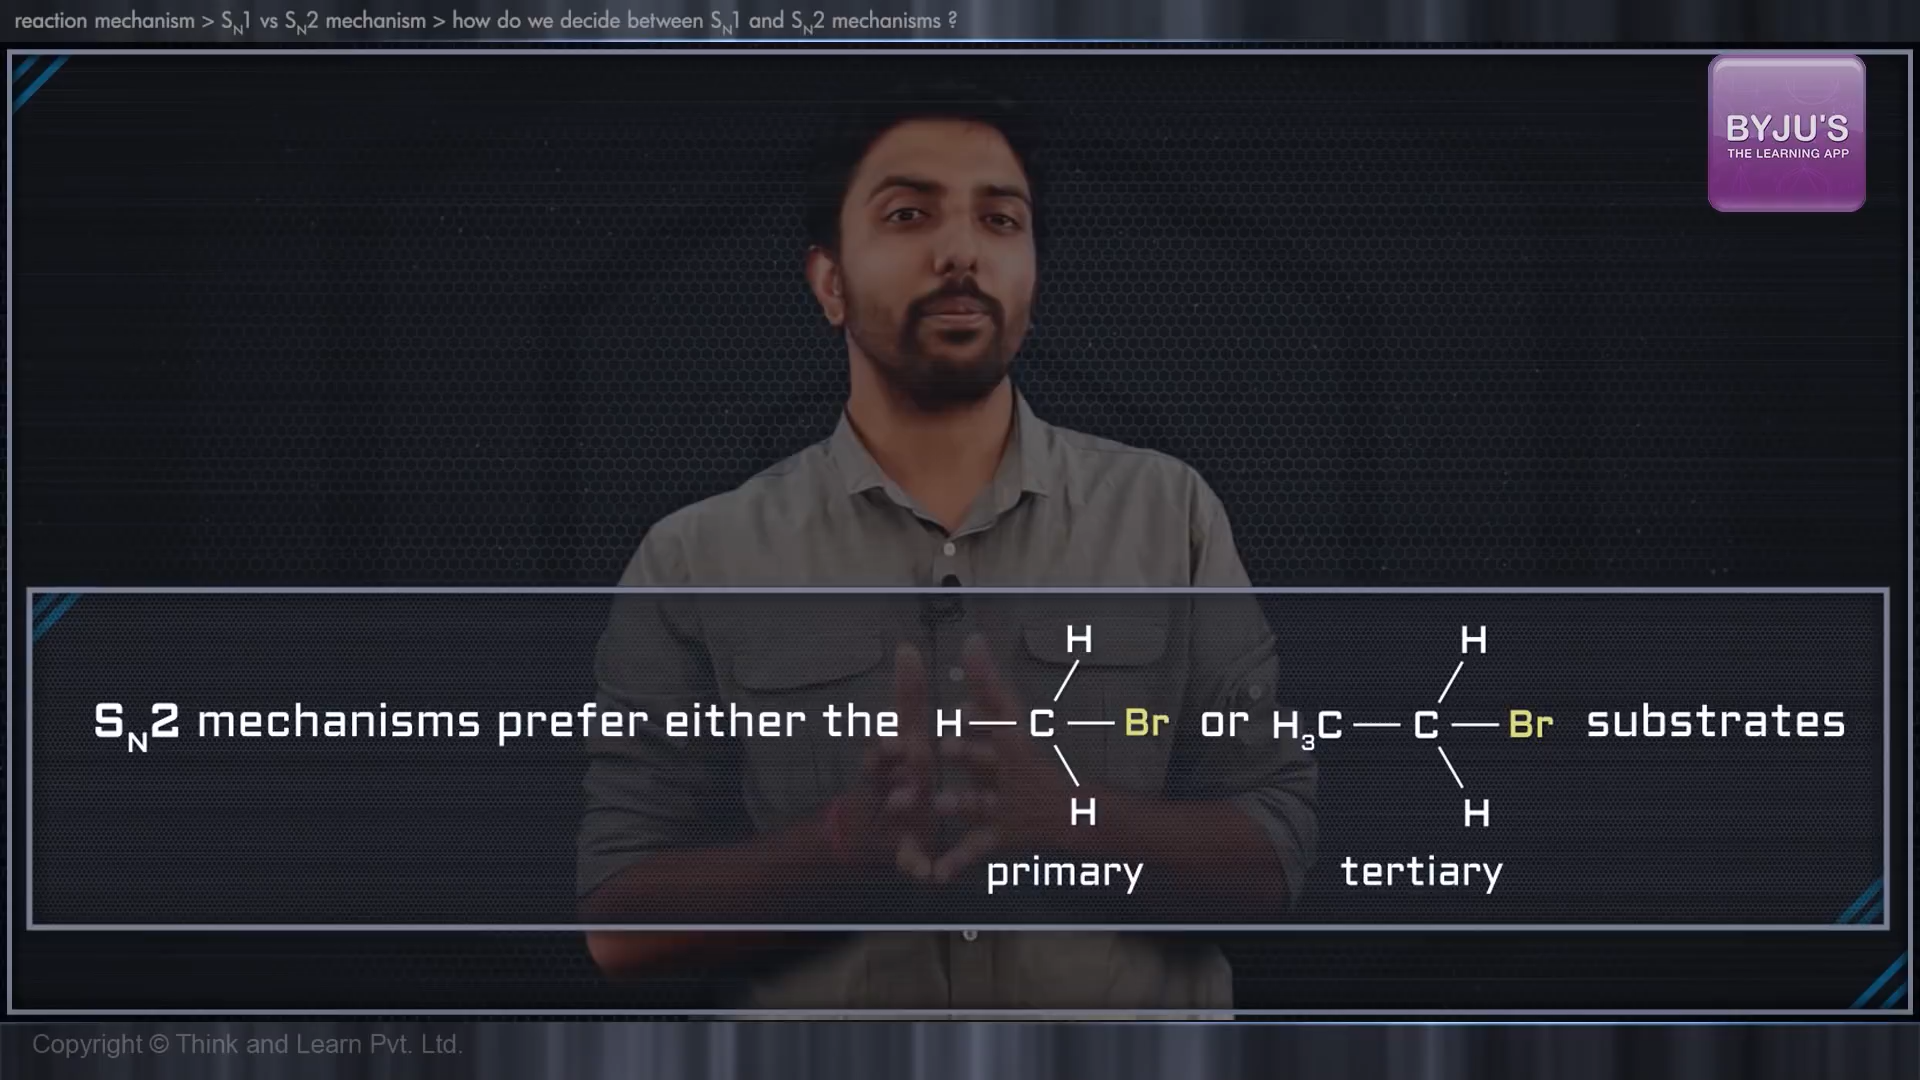 reaction mechanism > SN1 vs SN2 mechanism > how do we decide between SN1 and SN2 mechanisms ?
BYJU'S
THE LEARNING APP
H H
SN2 mechanisms prefer either the H C Br or H3C C Br substrates
H H
primary tertiary
Copyright © Think and Learn Pvt. Ltd.